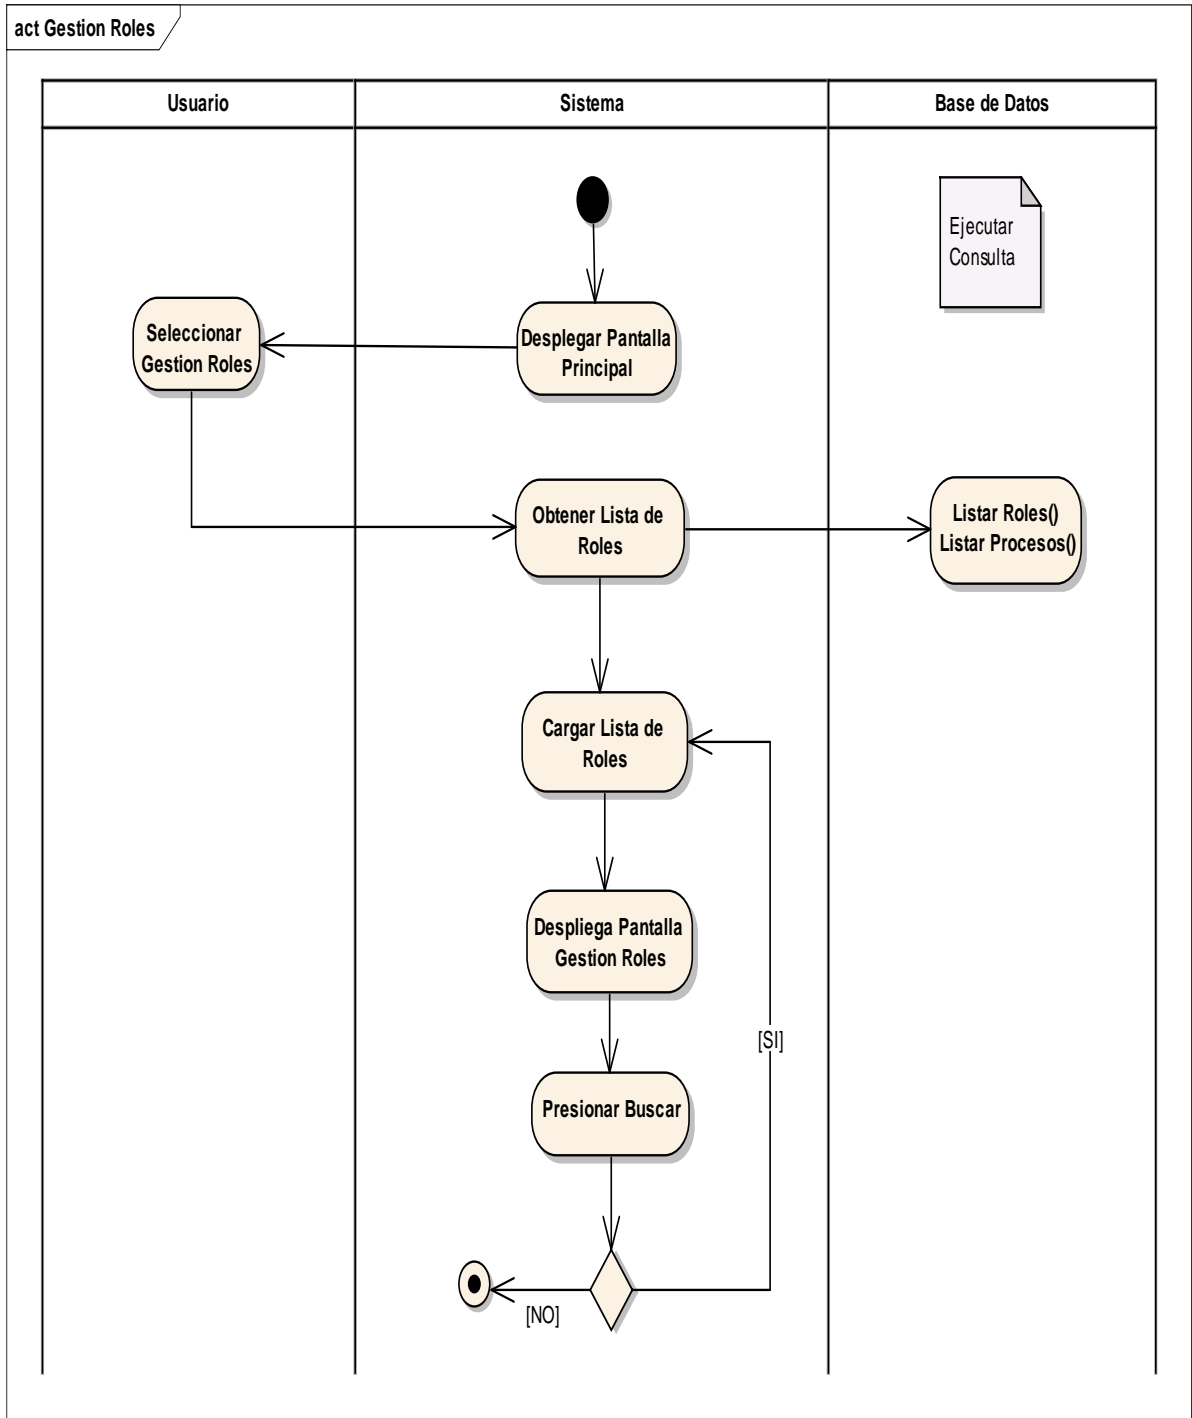 act Gestion Roles
Usuario
Sistema
Base de Datos
Ejecutar
Consulta
Seleccionar
Gestion Roles
Desplegar Pantalla
Principal
Obtener Lista de
Roles
Listar Roles()
Listar Procesos()
Cargar Lista de
Roles
Despliega Pantalla
Gestion Roles
[SI]
Presionar Buscar
[NO]